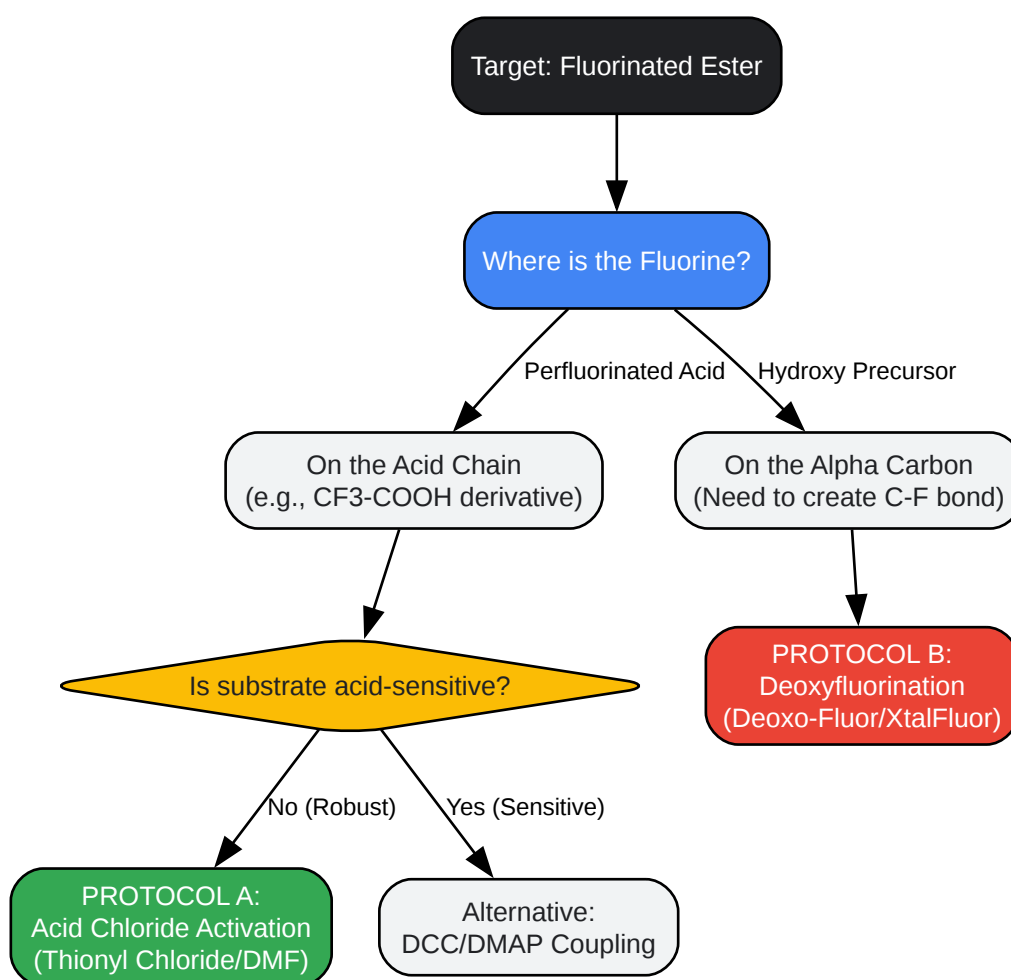 Target: Fluorinated Ester
Where is the Fluorine?
Perfluorinated Acid
Hydroxy Precursor
On the Acid Chain
(e.g., CF3-COOH derivative)
On the Alpha Carbon
(Need to create C-F bond)
Is substrate acid-sensitive?
PROTOCOL B:
Deoxyfluorination
(Deoxo-Fluor/XtalFluor)
No (Robust)
Yes (Sensitive)
PROTOCOL A:
Acid Chloride Activation
(Thionyl Chloride/DMF)
Alternative:
DCC/DMAP Coupling